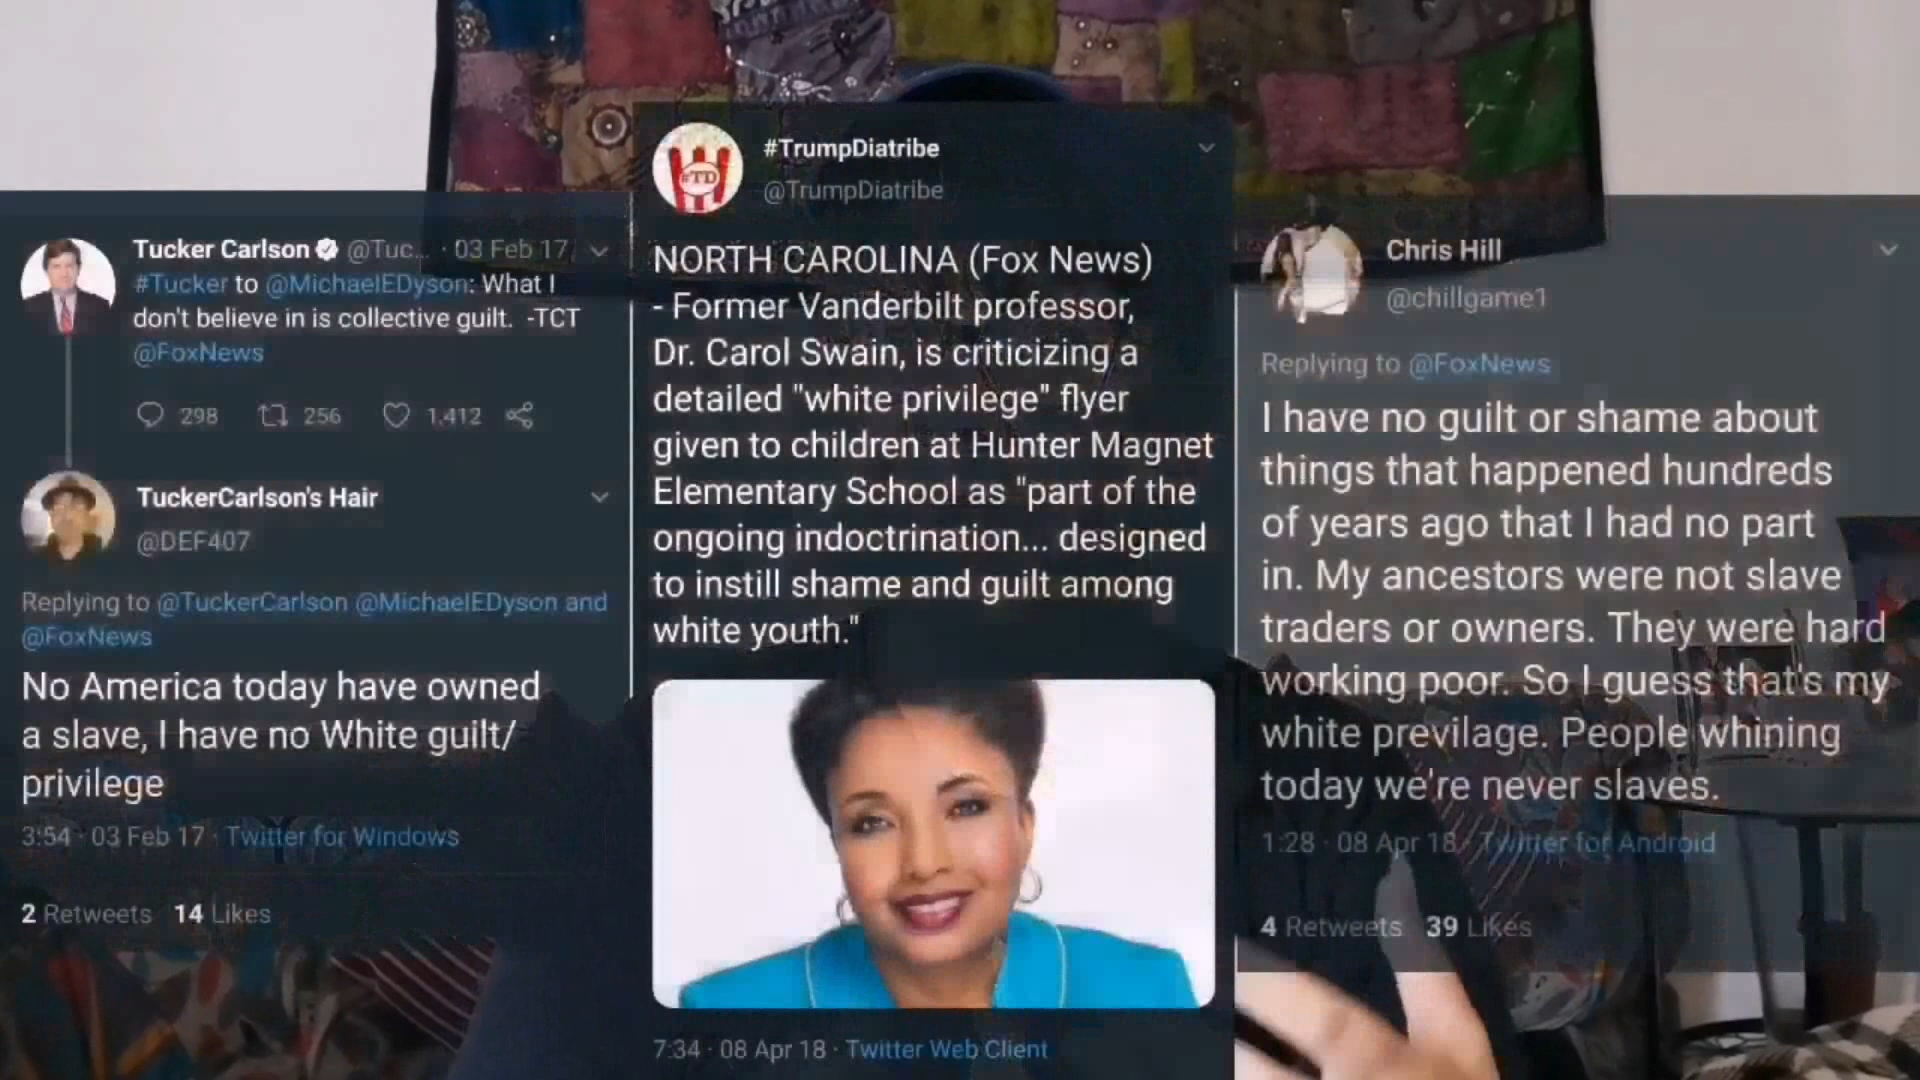 Tucker Carlson @Tuc... · 03 Feb 17
#Tucker to @MichaelEDyson: What I
don't believe in is collective guilt. -TCT
@FoxNews
298 256 1.412
TuckerCarlson's Hair
@DEF407
Replying to @TuckerCarlson @MichaelEDyson and
@FoxNews
No America today have owned
a slave, I have no White guilt/
privilege
3:54 · 03 Feb 17 · Twitter for Windows
2 Retweets 14 Likes
#TD
#TrumpDiatribe
@TrumpDiatribe
NORTH CAROLINA (Fox News)
- Former Vanderbilt professor,
Dr. Carol Swain, is criticizing a
detailed "white privilege" flyer
given to children at Hunter Magnet
Elementary School as "part of the
ongoing indoctrination... designed
to instill shame and guilt among
white youth."
7:34 · 08 Apr 18 · Twitter Web Client
Chris Hill
@chillgame1
Replying to @FoxNews
I have no guilt or shame about
things that happened hundreds
of years ago that I had no part
in. My ancestors were not slave
traders or owners. They were hard
working poor. So I guess that's my
white previlage. People whining
today we're never slaves.
1:28 · 08 Apr 18 · Twitter for Android
4 Retweets 39 Likes